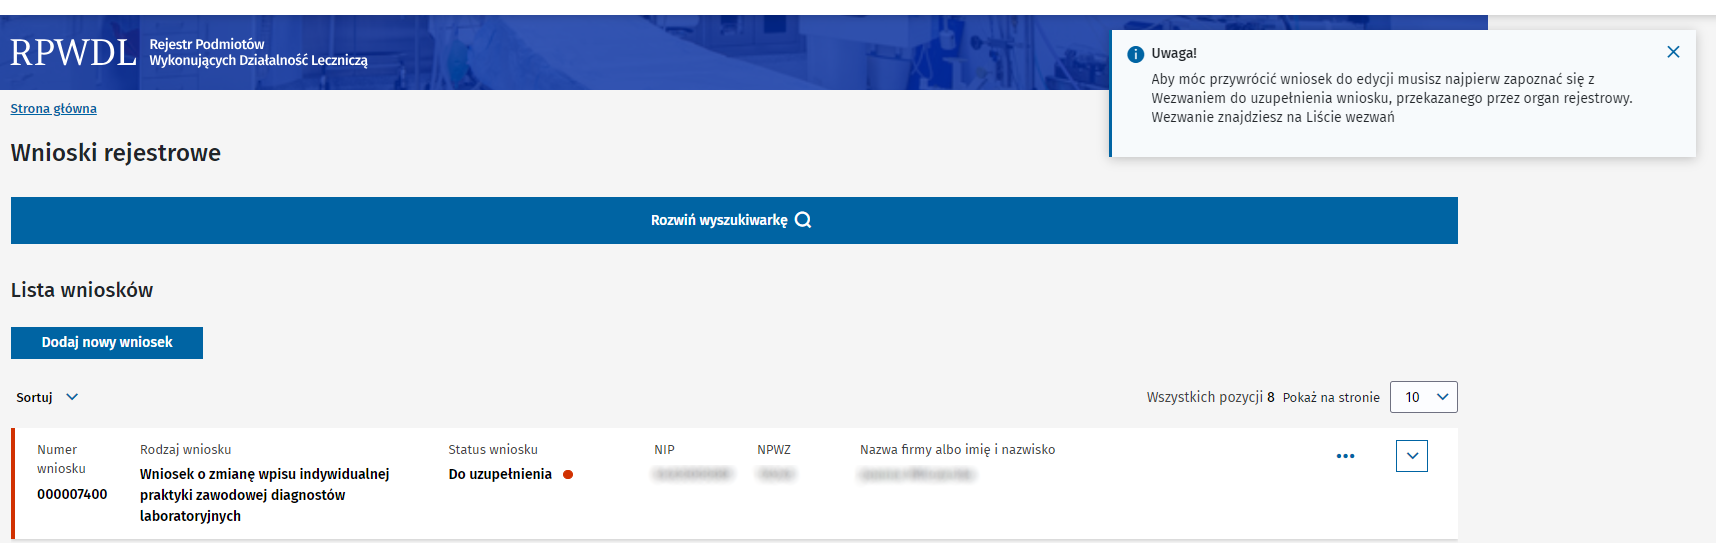 RPWDL
Rejestr Podmiotów
Wykonujących Działalność Leczniczą
Uwaga!
Aby móc przywrócić wniosek do edycji musisz najpierw zapoznać się z
Wezwaniem do uzupełnienia wniosku, przekazanego przez organ rejestrowy.
Wezwanie znajdziesz na Liście wezwań
Strona główna
Wnioski rejestrowe
Rozwiń wyszukiwarkę
Lista wniosków
Dodaj nowy wniosek
Sortuj
Wszystkich pozycji 8 Pokaż na stronie 10
Numer
wniosku
000007400
Rodzaj wniosku
Wniosek o zmianę wpisu indywidualnej
praktyki zawodowej diagnostów
laboratoryjnych
Status wniosku
Do uzupełnienia
NIP
NPWZ
Nazwa firmy albo imię i nazwisko